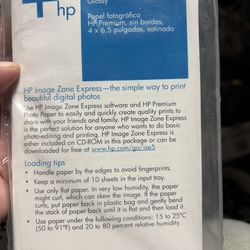 Glossy
hp
Papel fotográfico
HP Premium, sin bordes,
4 x 6,5 pulgadas, satinado
HP Image Zone Express—the simple way to print
beautiful digital photos
The HP Image Zone Express software and HP Premium
Photo Paper to easily and quickly create quality prints to
share with your friends and family. HP Image Zone Express
is the perfect solution for anyone who wants to do basic
photo editing and printing. HP Image Zone Express is
either included on CD-ROM in this package or can be
downloaded for free at www.hp.com/go/ize5
Loading tips
• Handle paper by the edges to avoid fingerprints.
• Keep a minimum of 10 sheets in the input tray.
• Use only flat paper. In very low humidity, the paper
might curl, which can skew the image. If the paper
curls, put paper back in plastic bag and gently bend
the stack of paper back until it is flat and then load it.
• Use paper under the following conditions: 15 to 25°C
(50 to 91°F) and 20 to 80 percent relative humidity.